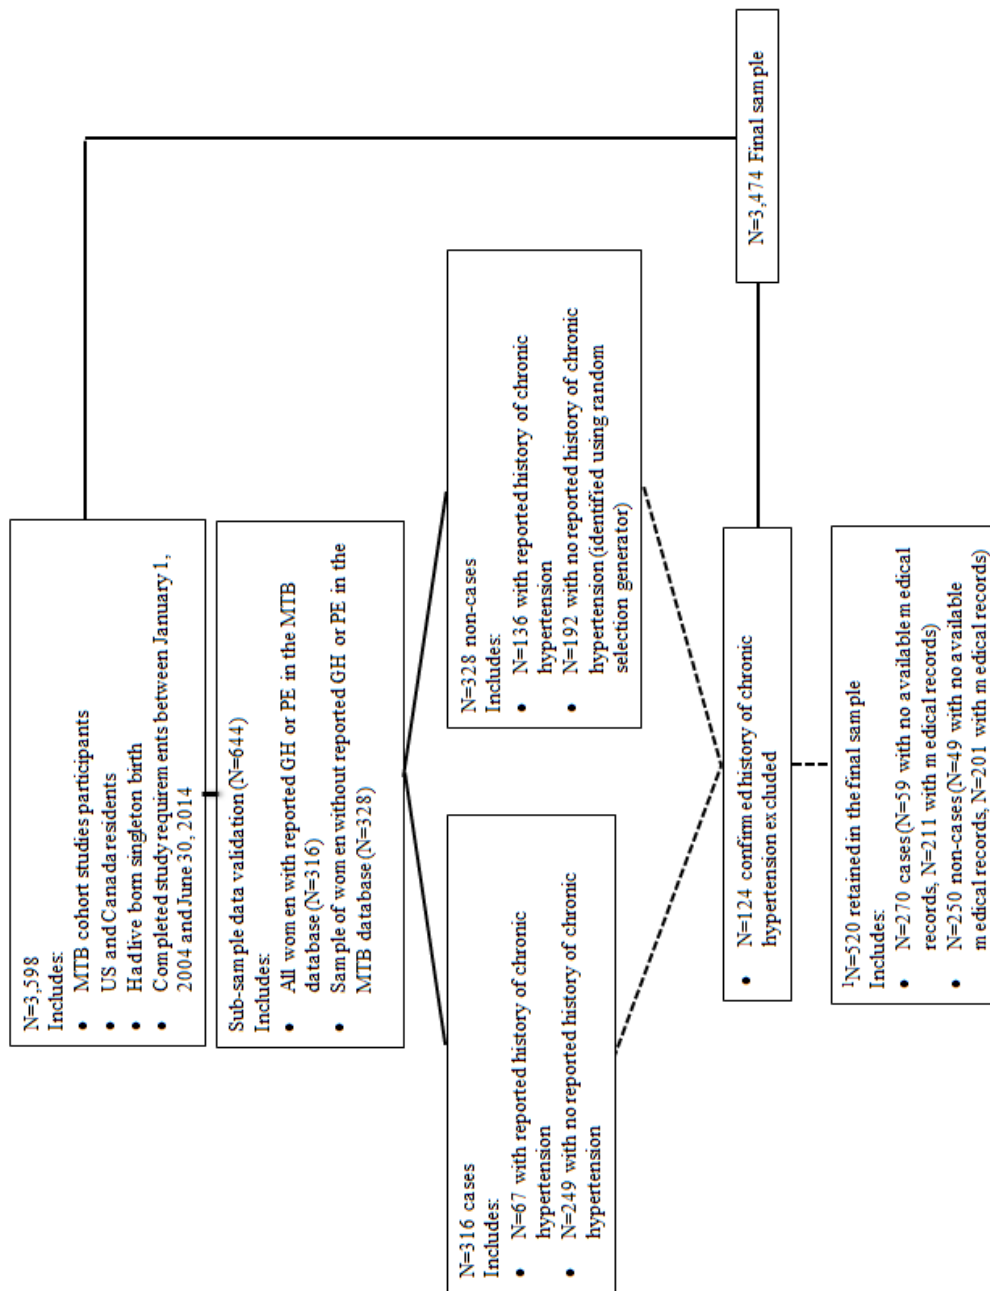 N=3,598
Includes:
• MTB cohort studies participants
• US and Canada residents
• Had live born singleton birth
• Completed study requirements between January 1,
2004 and June 30, 2014
Sub-sample data validation (N=644)
Includes:
• All women with reported GH or PE in the MTB
database (N=316)
• Sample of women without reported GH or PE in the
MTB database (N=328)
N=316 cases
Includes:
• N=67 with reported history of chronic
hypertension
• N=249 with no reported history of chronic
hypertension
N=328 non-cases
Includes:
• N=136 with reported history of chronic
hypertension
• N=192 with no reported history of chronic
hypertension (identified using random
selection generator)
• N=124 confirmed history of chronic
hypertension excluded
N=3,474 Final sample
¹N=520 retained in the final sample
Includes:
• N=270 cases (N=59 with no available medical
records, N=211 with medical records)
• N=250 non-cases (N=49 with no available
medical records, N=201 with medical records)